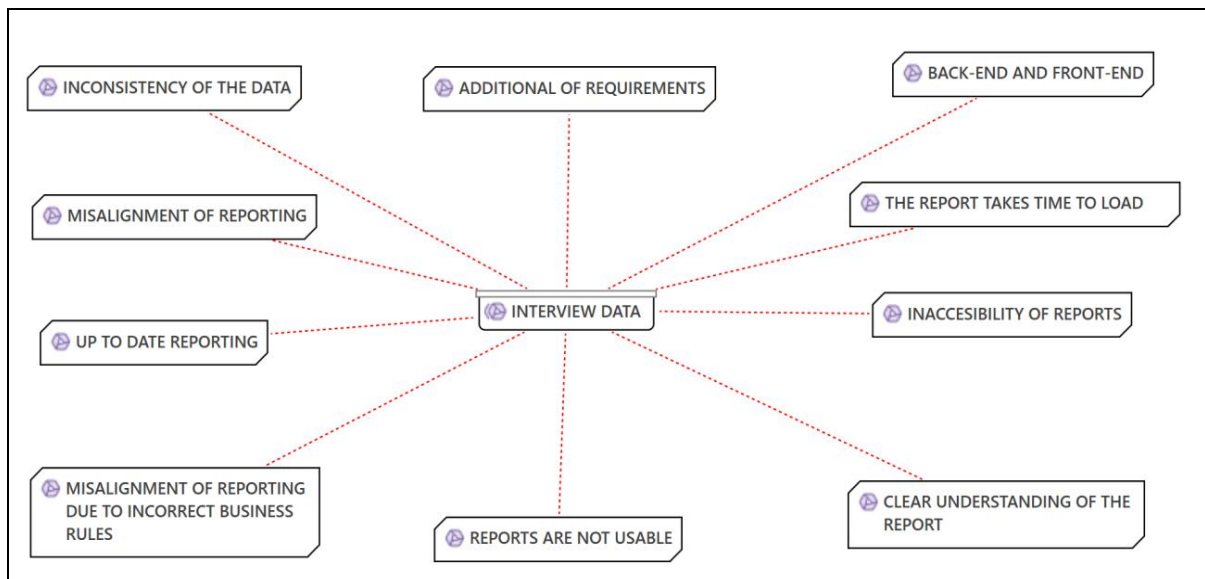 INCONSISTENCY OF THE DATA
ADDITIONAL OF REQUIREMENTS
BACK-END AND FRONT-END
MISALIGNMENT OF REPORTING
THE REPORT TAKES TIME TO LOAD
INTERVIEW DATA
INACCESIBILITY OF REPORTS
UP TO DATE REPORTING
MISALIGNMENT OF REPORTING
DUE TO INCORRECT BUSINESS
RULES
REPORTS ARE NOT USABLE
CLEAR UNDERSTANDING OF THE
REPORT